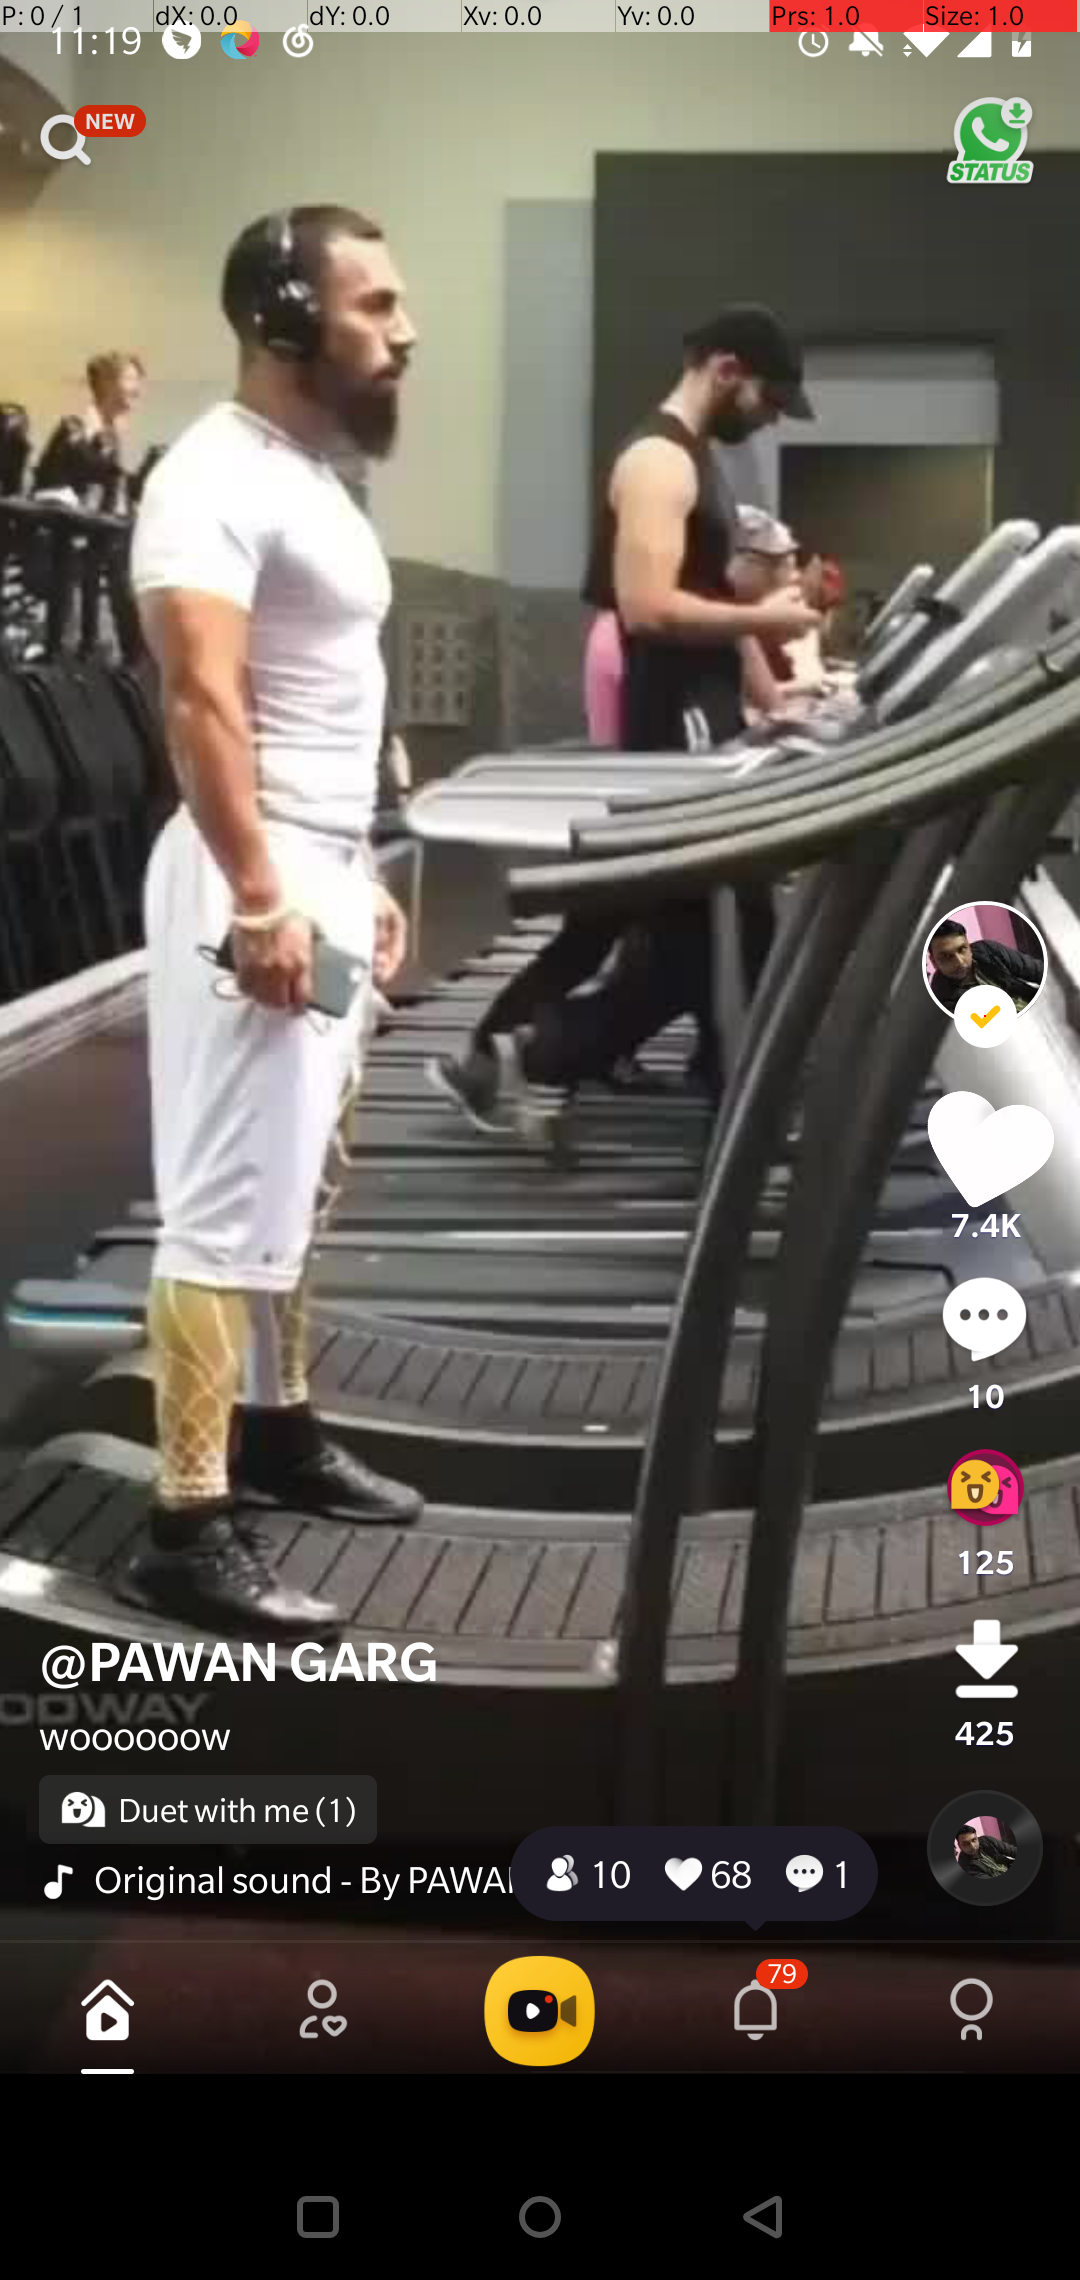 P: 0 / 1 dX: 0.0 dY: 0.0 Xv: 0.0 Yv: 0.0 Prs: 1.0 Size: 1.0
11:19
NEW
STATUS
7.4K
10
125
425
@PAWAN GARG
ODWAY
woooooow
Duet with me (1)
Original sound - By PAWA
10 68 1
79